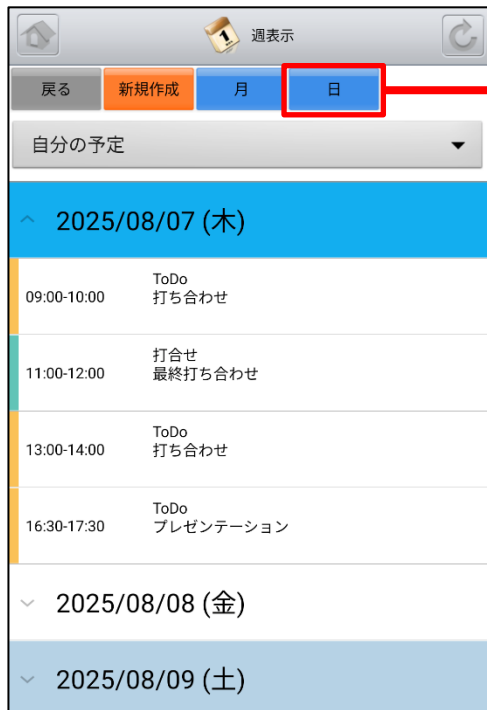 1
週表示
戻る 新規作成 月 日
自分の予定
2025/08/07 (木)
ToDo
09:00-10:00 打ち合わせ
打合せ
11:00-12:00 最終打ち合わせ
ToDo
13:00-14:00 打ち合わせ
ToDo
16:30-17:30 プレゼンテーション
2025/08/08 (金)
2025/08/09 (土)